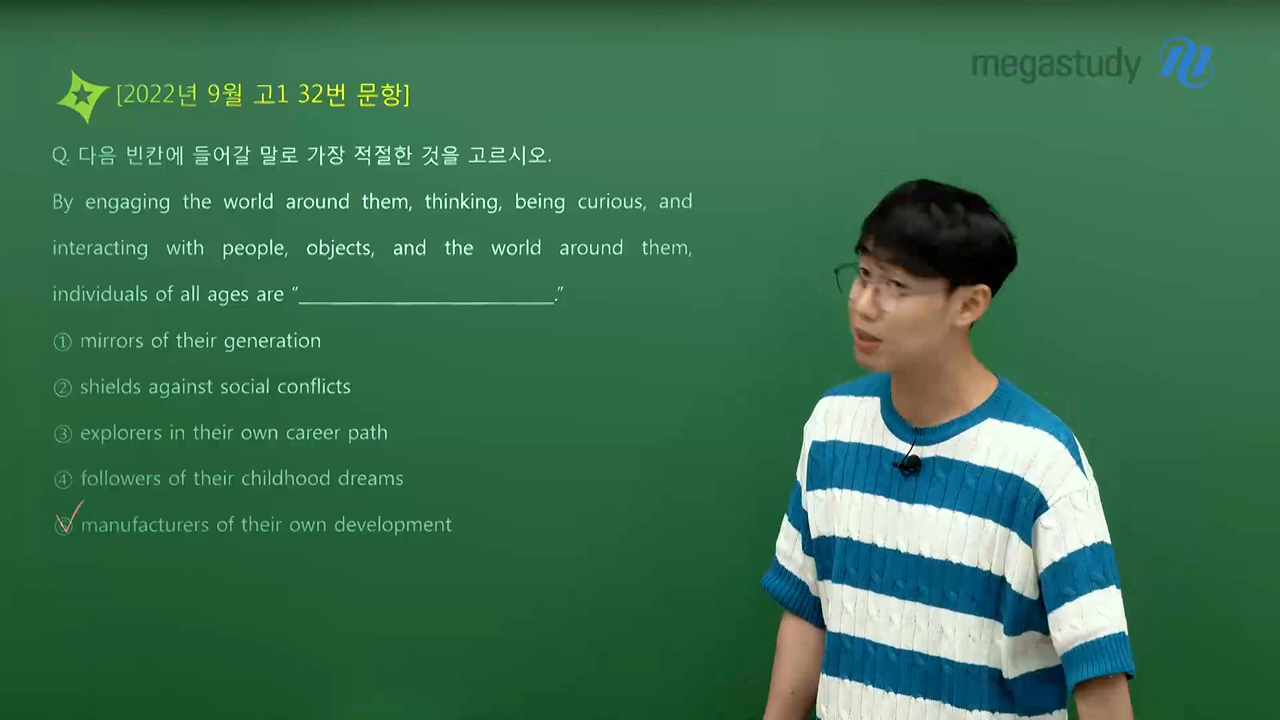 megastudy
[2022년 9월 고1 32번 문항]
Q. 다음 빈칸에 들어갈 말로 가장 적절한 것을 고르시오.
By engaging the world around them, thinking, being curious, and
interacting with people, objects, and the world around them,
individuals of all ages are “____________________.”
① mirrors of their generation
② shields against social conflicts
③ explorers in their own career path
④ followers of their childhood dreams
⑤ manufacturers of their own development